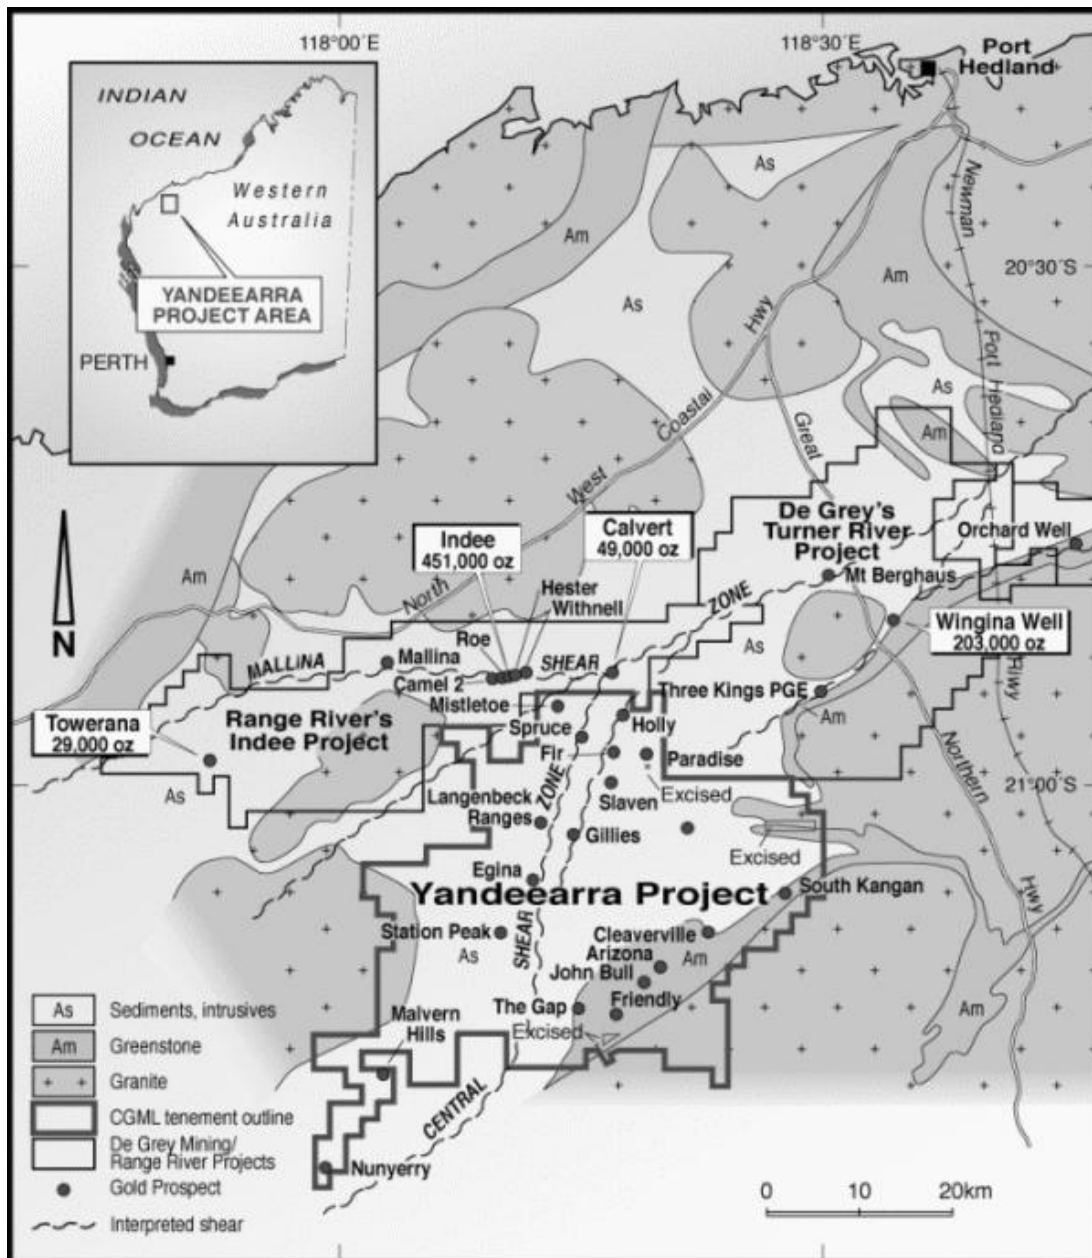 118°00´E
118°30´E
Port
Hedland
INDIAN
OCEAN
Western
Australia
YANDEEARRA
PROJECT AREA
PERTH
As
Newman
Am
Am
20°30´S
As
Hwy
Port Hedland
As
Coastal
Great
Am
West
De Grey's
Turner River
Project
Orchard Well
Indee
451,000 oz
Calvert
49,000 oz
Am
North
Hester
Withnell
ZONE
Mt Berghaus
Wingina Well
203,000 oz
Roe
As
N
MALLINA
Mallina
SHEAR
Camel 2
Three Kings PGE
Hwy
Mistletoe
Towerana
29,000 oz
Range River's
Indee Project
Spruce
Holly
Am
Fir
Paradise
Northern
As
ZONE
Slaven
Excised
21°00´S
Langenbeck
Ranges
Gillies
Excised
Egina
Yandeearra Project
South Kangan
Hwy
Station Peak
SHEAR
Cleaverville
As
Arizona
Am
John Bull
The Gap
Friendly
Am
Malvern
Hills
Excised
CENTRAL
Nunyerry
As
Sediments, intrusives
Am
Greenstone
+ +
Granite
CGML tenement outline
De Grey Mining/
Range River Projects
Gold Prospect
Interpreted shear
0 10 20km